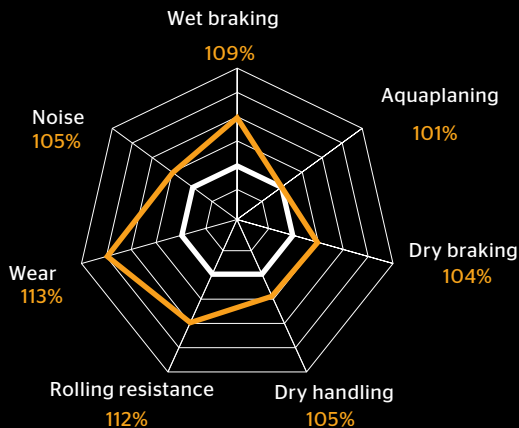 Wet braking
109%
Aquaplaning
101%
Dry braking
104%
Dry handling
105%
Rolling resistance
112%
Wear
113%
Noise
105%